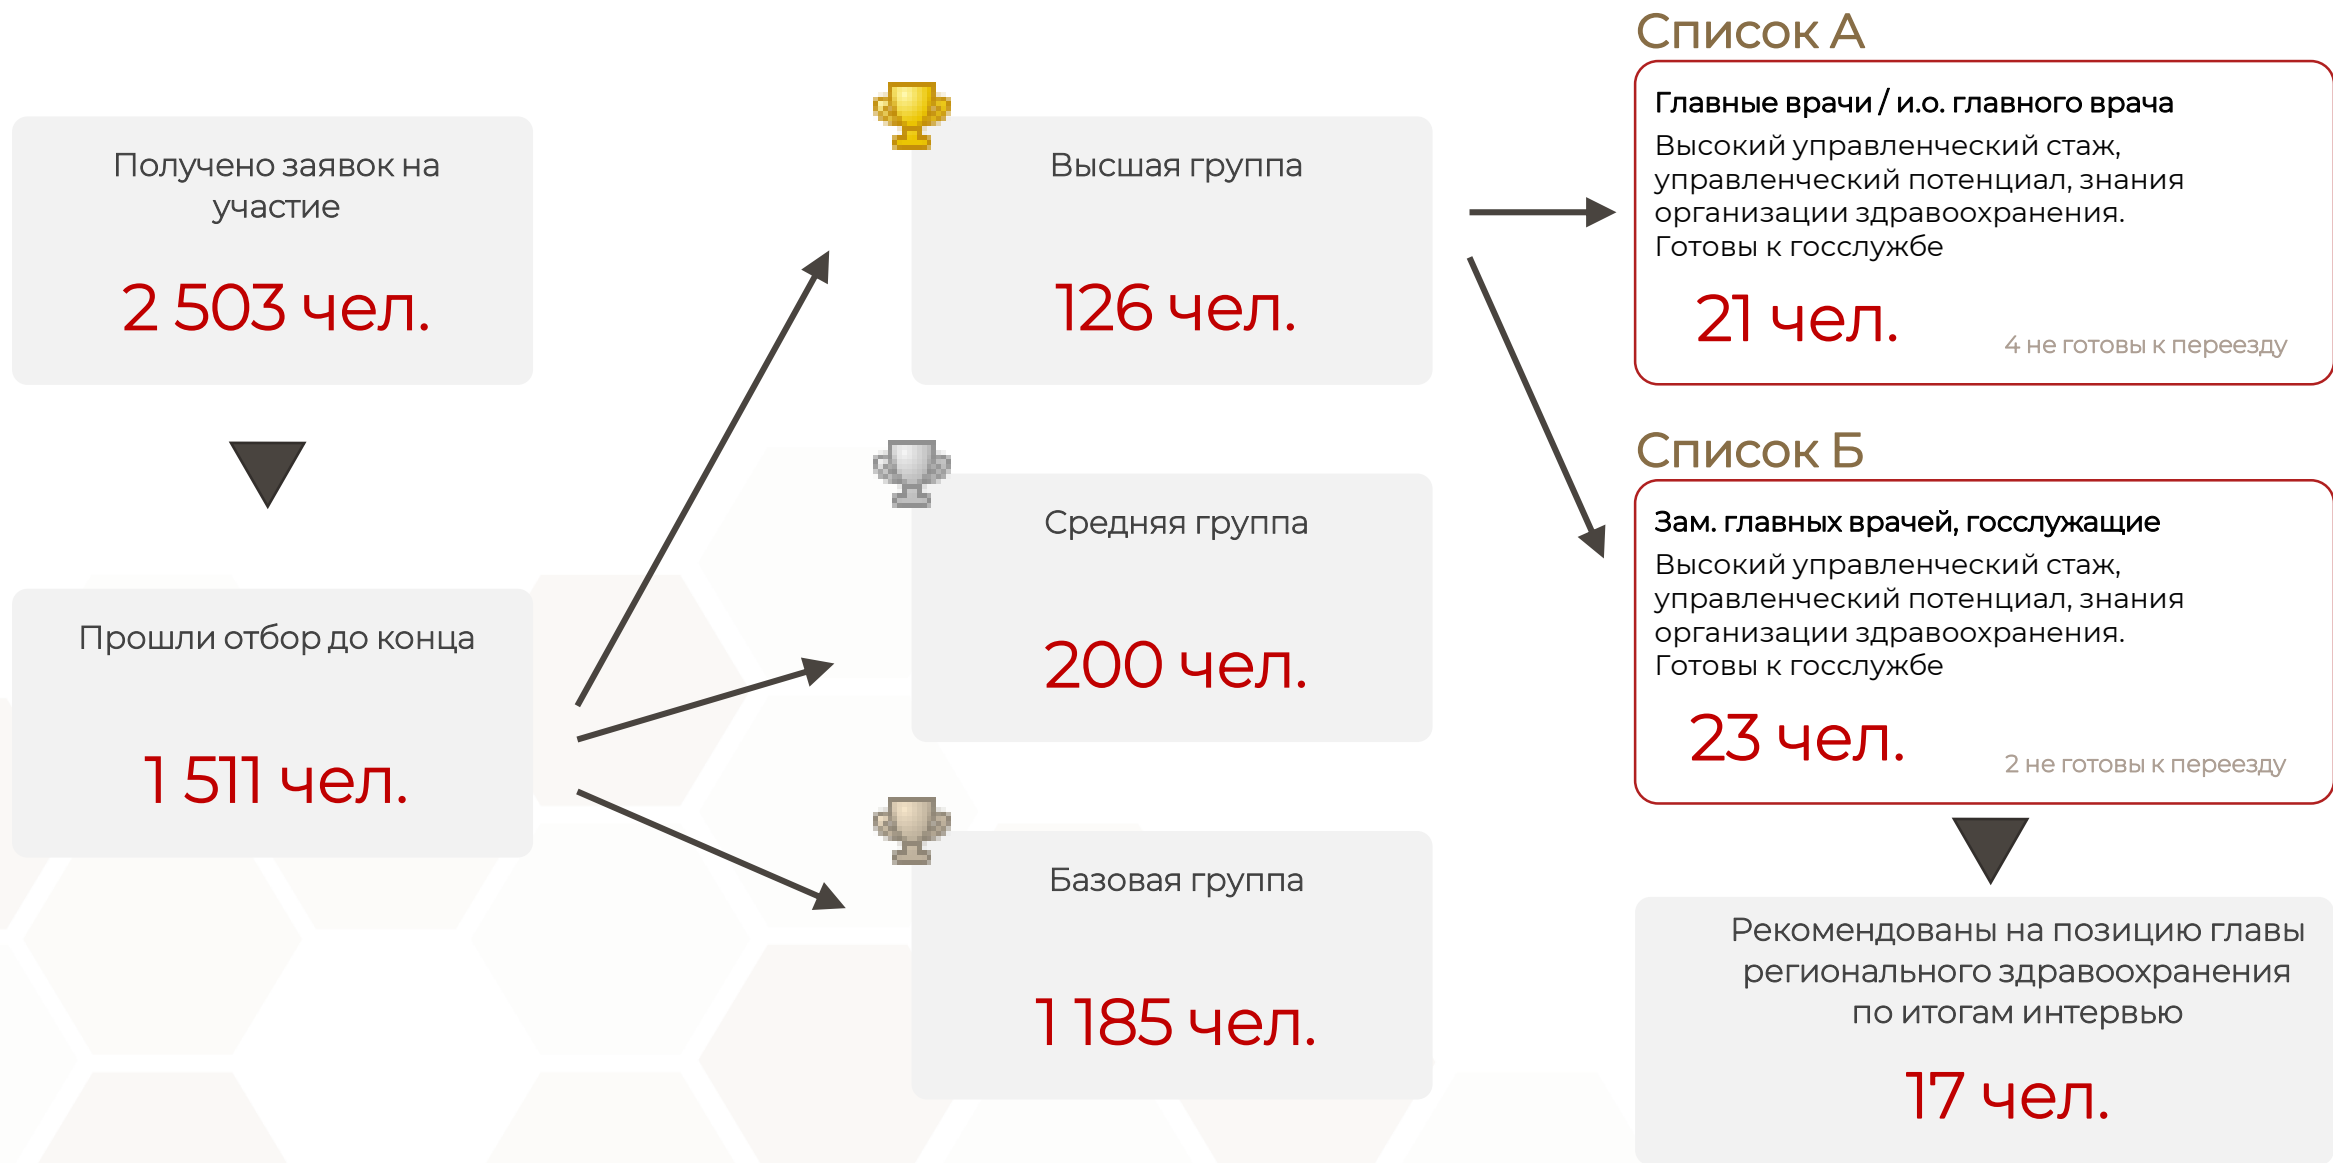 Получено заявок на
участие
2 503 чел.
Прошли отбор до конца
1 511 чел.
Высшая группа
126 чел.
Средняя группа
200 чел.
Базовая группа
1 185 чел.
Список А
Главные врачи / и.о. главного врача
Высокий управленческий стаж,
управленческий потенциал, знания
организации здравоохранения.
Готовы к госслужбе
21 чел.
4 не готовы к переезду
Список Б
Зам. главных врачей, госслужащие
Высокий управленческий стаж,
управленческий потенциал, знания
организации здравоохранения.
Готовы к госслужбе
23 чел.
2 не готовы к переезду
Рекомендованы на позицию главы
регионального здравоохранения
по итогам интервью
17 чел.